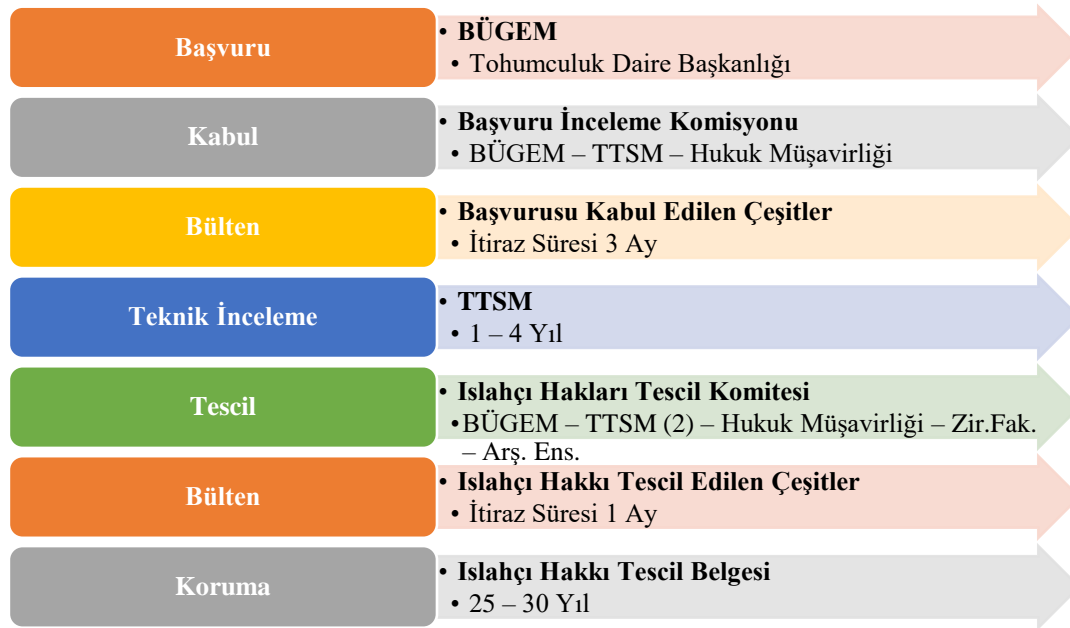 Başvuru
• BÜGEM
• Tohumculuk Daire Başkanlığı
Kabul
• Başvuru İnceleme Komisyonu
• BÜGEM – TTSM – Hukuk Müşavirliği
Bülten
• Başvurusu Kabul Edilen Çeşitler
• İtiraz Süresi 3 Ay
Teknik İnceleme
• TTSM
• 1 – 4 Yıl
Tescil
• Islahçı Hakları Tescil Komitesi
•BÜGEM – TTSM (2) – Hukuk Müşavirliği – Zir.Fak.
– Arş. Ens.
Bülten
• Islahçı Hakkı Tescil Edilen Çeşitler
• İtiraz Süresi 1 Ay
Koruma
• Islahçı Hakkı Tescil Belgesi
• 25 – 30 Yıl